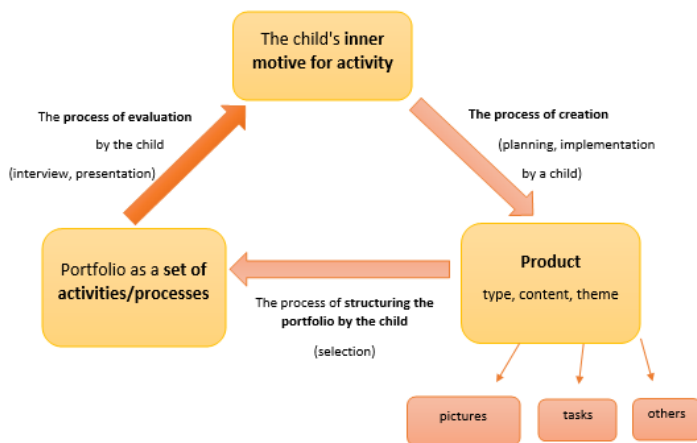 The child's inner
motive for activity
The process of evaluation
by the child
(interview, presentation)
The process of creation
(planning, implementation
by a child)
Portfolio as a set of
activities/processes
Product
type, content, theme
The process of structuring the
portfolio by the child
(selection)
pictures
tasks
others